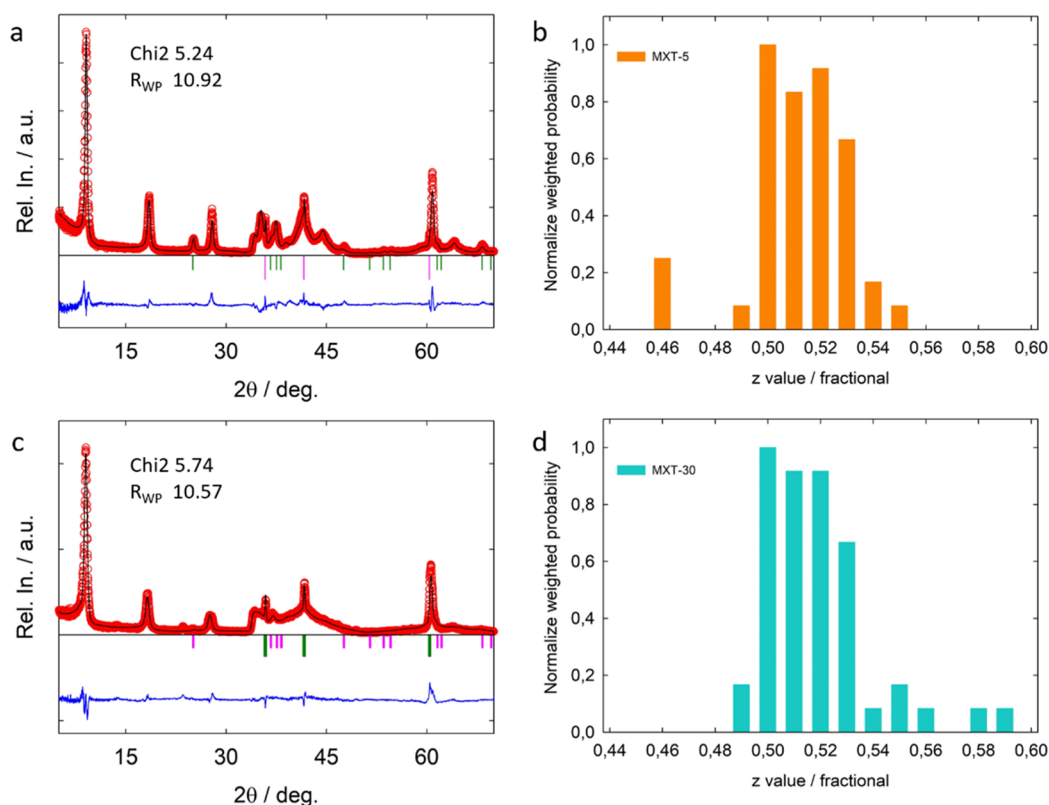 a
Chi2 5.24
R_WP 10.92
Rel. In. / a.u.
15 30 45 60
2θ / deg.
b
MXT-5
Normalize weighted probability
1,0
0,8
0,6
0,4
0,2
0,0
0,44 0,46 0,48 0,50 0,52 0,54 0,56 0,58 0,60
z value / fractional
c
Chi2 5.74
R_WP 10.57
Rel. In. / a.u.
15 30 45 60
2θ / deg.
d
MXT-30
Normalize weighted probability
1,0
0,8
0,6
0,4
0,2
0,0
0,44 0,46 0,48 0,50 0,52 0,54 0,56 0,58 0,60
z value / fractional